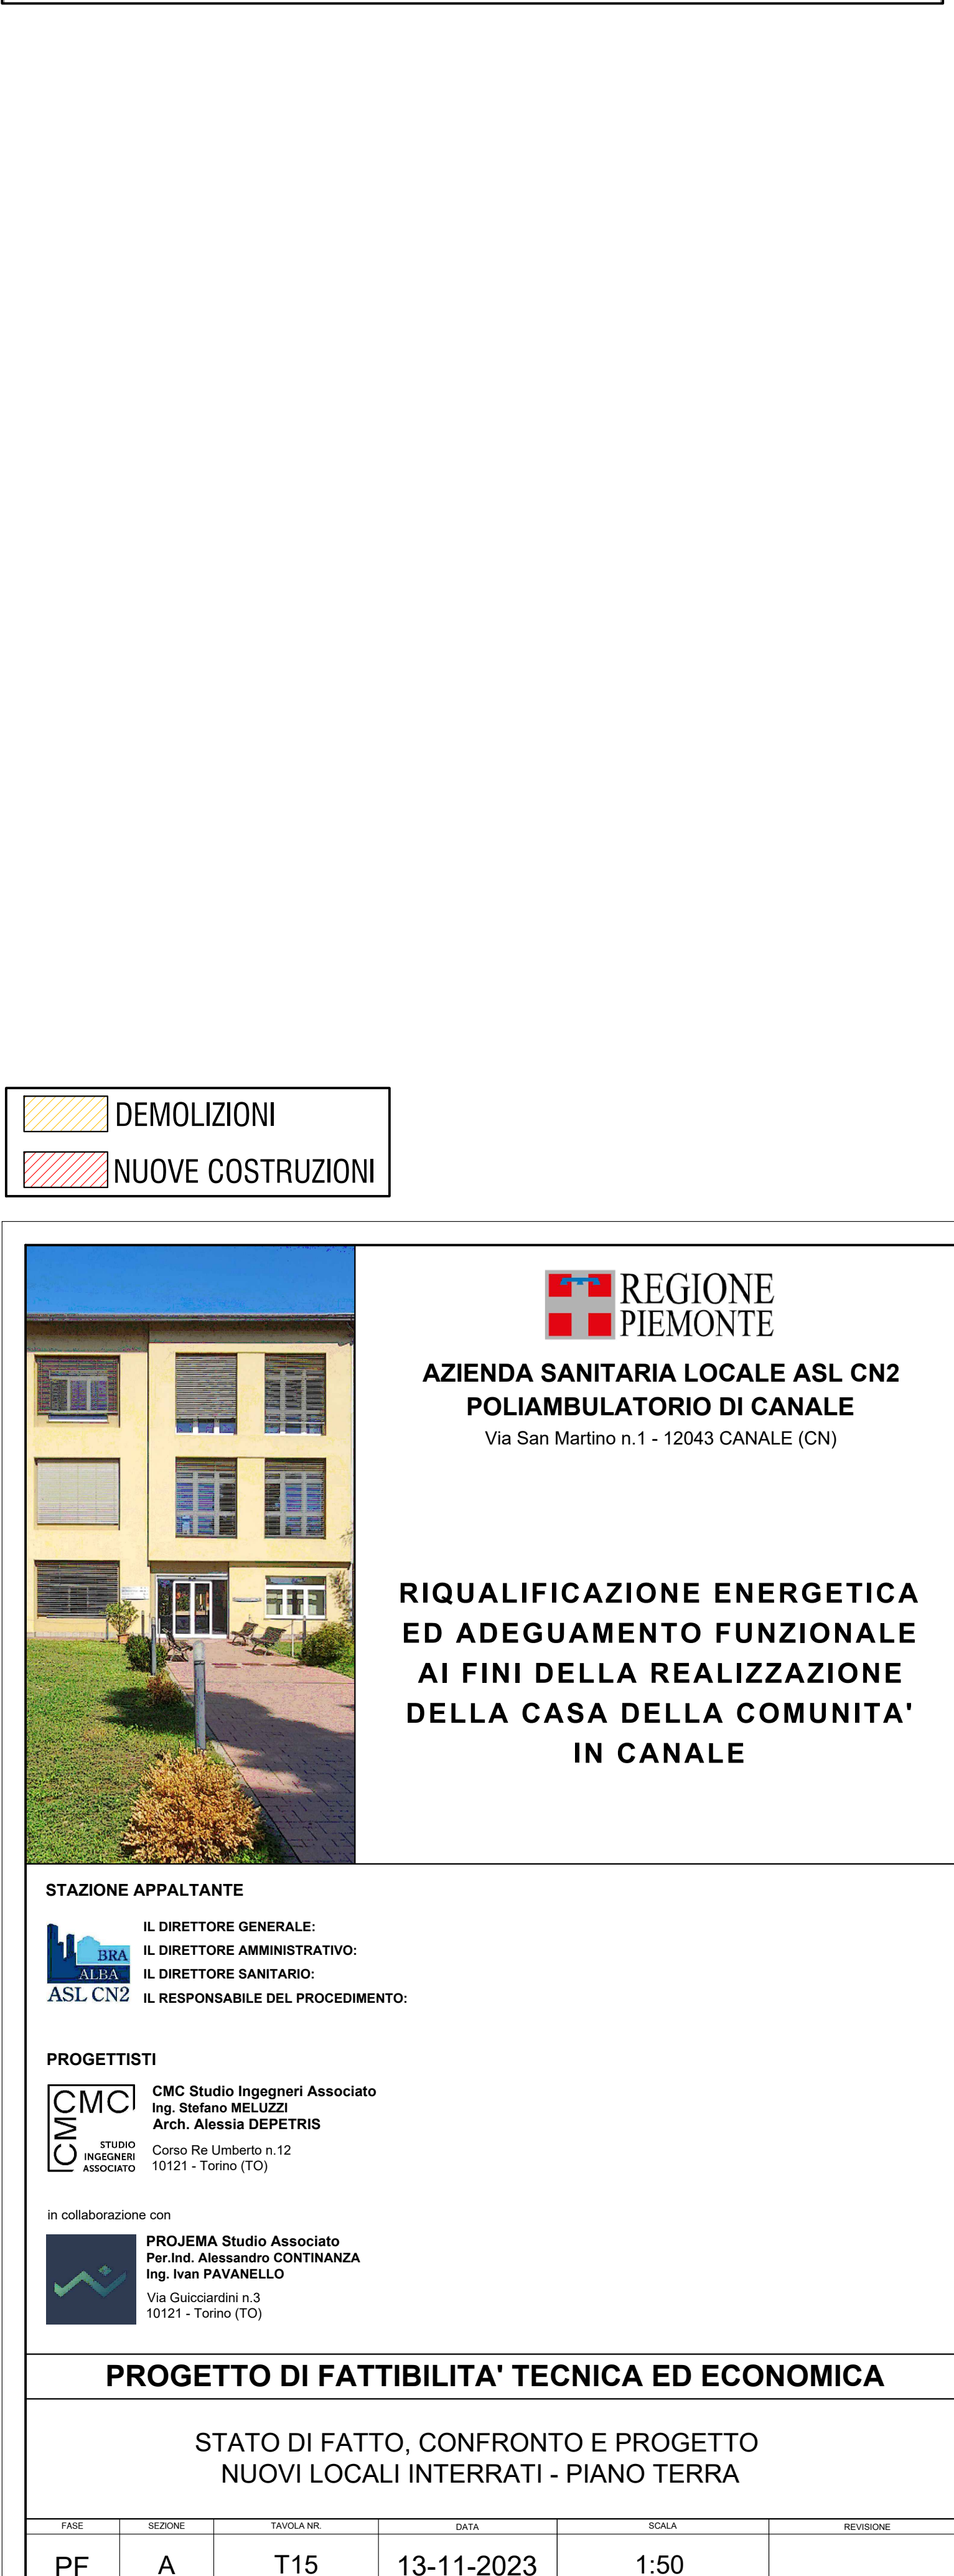 DEMOLIZIONI
NUOVE COSTRUZIONI
REGIONE
PIEMONTE
AZIENDA SANITARIA LOCALE ASL CN2
POLIAMBULATORIO DI CANALE
Via San Martino n.1 - 12043 CANALE (CN)
RIQUALIFICAZIONE ENERGETICA
ED ADEGUAMENTO FUNZIONALE
AI FINI DELLA REALIZZAZIONE
DELLA CASA DELLA COMUNITA'
IN CANALE
STAZIONE APPALTANTE
BRA
ALBA
ASL CN2
IL DIRETTORE GENERALE:
IL DIRETTORE AMMINISTRATIVO:
IL DIRETTORE SANITARIO:
IL RESPONSABILE DEL PROCEDIMENTO:
PROGETTISTI
CMC
CMC
STUDIO
INGEGNERI
ASSOCIATO
CMC Studio Ingegneri Associato
Ing. Stefano MELUZZI
Arch. Alessia DEPETRIS
Corso Re Umberto n.12
10121 - Torino (TO)
in collaborazione con
PROJEMA Studio Associato
Per.Ind. Alessandro CONTINANZA
Ing. Ivan PAVANELLO
Via Guicciardini n.3
10121 - Torino (TO)
PROGETTO DI FATTIBILITA' TECNICA ED ECONOMICA
STATO DI FATTO, CONFRONTO E PROGETTO
NUOVI LOCALI INTERRATI - PIANO TERRA
FASE SEZIONE TAVOLA NR. DATA SCALA REVISIONE
PF A T15 13-11-2023 1:50